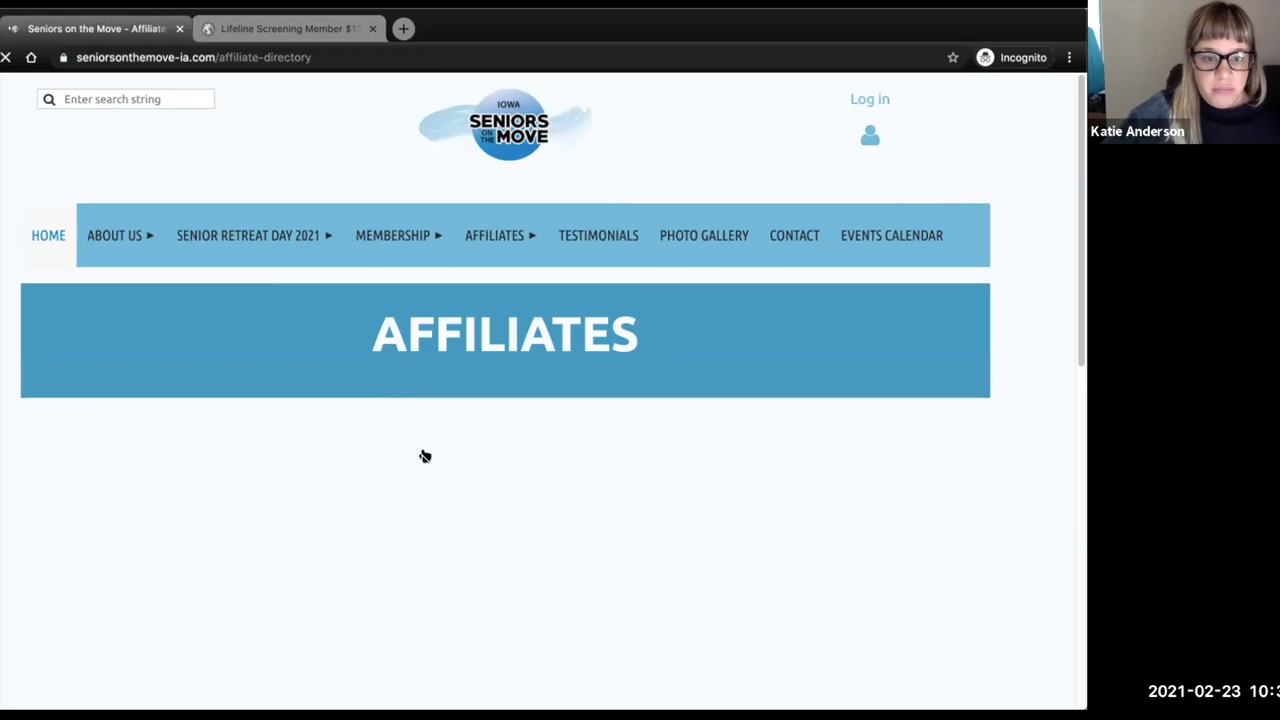 Seniors on the Move - Affiliate
Lifeline Screening Member $1
seniorsonthemove-ia.com/affiliate-directory
Incognito
Enter search string
IOWA
SENIORS
ON THE MOVE
Log in
HOME ABOUT US SENIOR RETREAT DAY 2021 MEMBERSHIP AFFILIATES TESTIMONIALS PHOTO GALLERY CONTACT EVENTS CALENDAR
AFFILIATES
Katie Anderson
2021-02-23 10:3